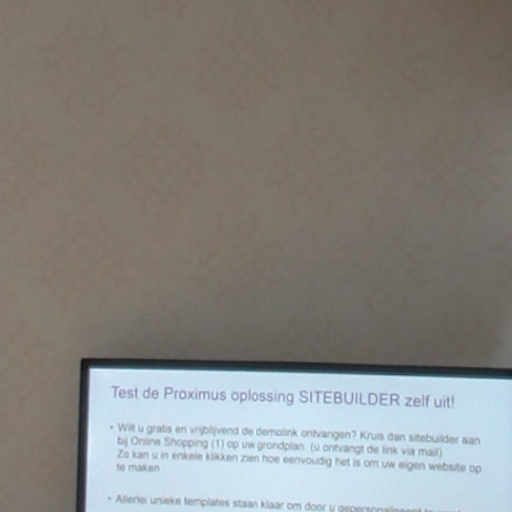 Test de Proximus oplossing SITEBUILDER zelf uit!
• Wilt u gratis en vrijblijvend de demolink ontvangen? Kruis dan sitebuilder aan
bij Online Shopping (1) op uw grondplan. (u ontvangt de link via mail)
Zo kan u in enkele klikken zien hoe eenvoudig het is om uw eigen website op
te maken
• Allerlei unieke templates staan klaar om door u gepersonaliseerd